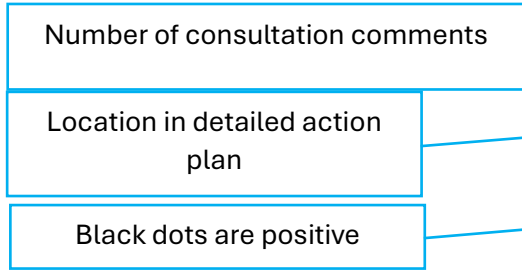 Number of consultation comments
Location in detailed action
plan
Black dots are positive